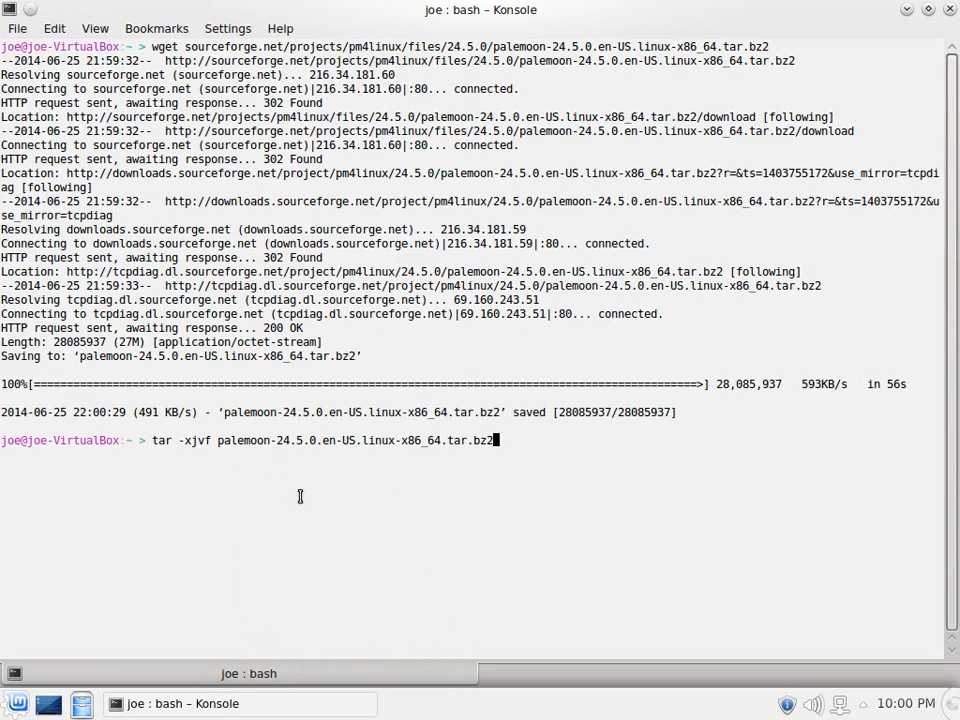 joe : bash – Konsole
File Edit View Bookmarks Settings Help
joe@joe-VirtualBox:~ > wget sourceforge.net/projects/pm4linux/files/24.5.0/palemoon-24.5.0.en-US.linux-x86_64.tar.bz2
--2014-06-25 21:59:32--  http://sourceforge.net/projects/pm4linux/files/24.5.0/palemoon-24.5.0.en-US.linux-x86_64.tar.bz2
Resolving sourceforge.net (sourceforge.net)... 216.34.181.60
Connecting to sourceforge.net (sourceforge.net)|216.34.181.60|:80... connected.
HTTP request sent, awaiting response... 302 Found
Location: http://sourceforge.net/projects/pm4linux/files/24.5.0/palemoon-24.5.0.en-US.linux-x86_64.tar.bz2/download [following]
--2014-06-25 21:59:32--  http://sourceforge.net/projects/pm4linux/files/24.5.0/palemoon-24.5.0.en-US.linux-x86_64.tar.bz2/download
Connecting to sourceforge.net (sourceforge.net)|216.34.181.60|:80... connected.
HTTP request sent, awaiting response... 302 Found
Location: http://downloads.sourceforge.net/project/pm4linux/24.5.0/palemoon-24.5.0.en-US.linux-x86_64.tar.bz2?r=&ts=1403755172&use_mirror=tcpdi
ag [following]
--2014-06-25 21:59:32--  http://downloads.sourceforge.net/project/pm4linux/24.5.0/palemoon-24.5.0.en-US.linux-x86_64.tar.bz2?r=&ts=1403755172&u
se_mirror=tcpdiag
Resolving downloads.sourceforge.net (downloads.sourceforge.net)... 216.34.181.59
Connecting to downloads.sourceforge.net (downloads.sourceforge.net)|216.34.181.59|:80... connected.
HTTP request sent, awaiting response... 302 Found
Location: http://tcpdiag.dl.sourceforge.net/project/pm4linux/24.5.0/palemoon-24.5.0.en-US.linux-x86_64.tar.bz2 [following]
--2014-06-25 21:59:33--  http://tcpdiag.dl.sourceforge.net/project/pm4linux/24.5.0/palemoon-24.5.0.en-US.linux-x86_64.tar.bz2
Resolving tcpdiag.dl.sourceforge.net (tcpdiag.dl.sourceforge.net)... 69.160.243.51
Connecting to tcpdiag.dl.sourceforge.net (tcpdiag.dl.sourceforge.net)|69.160.243.51|:80... connected.
HTTP request sent, awaiting response... 200 OK
Length: 28085937 (27M) [application/octet-stream]
Saving to: ‘palemoon-24.5.0.en-US.linux-x86_64.tar.bz2’
100%[=====================================================================================================>] 28,085,937   593KB/s   in 56s
2014-06-25 22:00:29 (491 KB/s) - ‘palemoon-24.5.0.en-US.linux-x86_64.tar.bz2’ saved [28085937/28085937]
joe@joe-VirtualBox:~ > tar -xjvf palemoon-24.5.0.en-US.linux-x86_64.tar.bz2
joe : bash
joe : bash – Konsole
10:00 PM